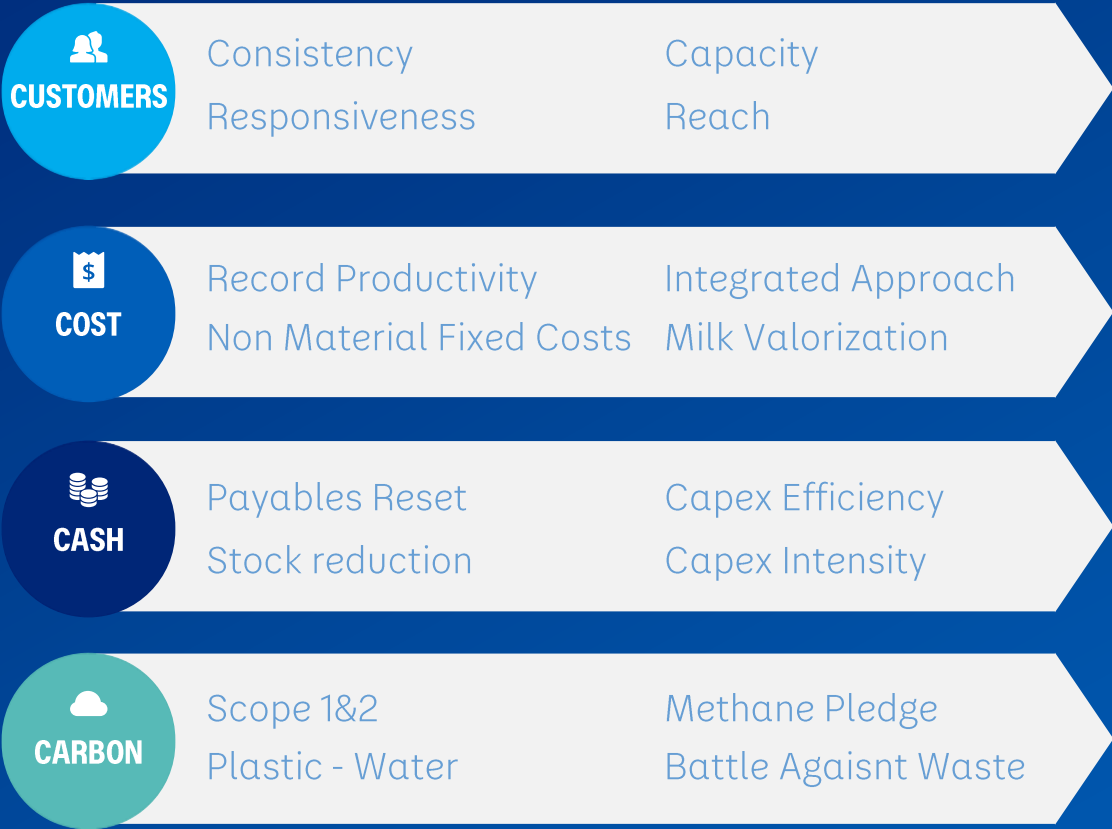 CUSTOMERS
Consistency
Capacity
Responsiveness
Reach
$
COST
Record Productivity
Integrated Approach
Non Material Fixed Costs
Milk Valorization
CASH
Payables Reset
Capex Efficiency
Stock reduction
Capex Intensity
CARBON
Scope 1&2
Methane Pledge
Plastic - Water
Battle Agaisnt Waste